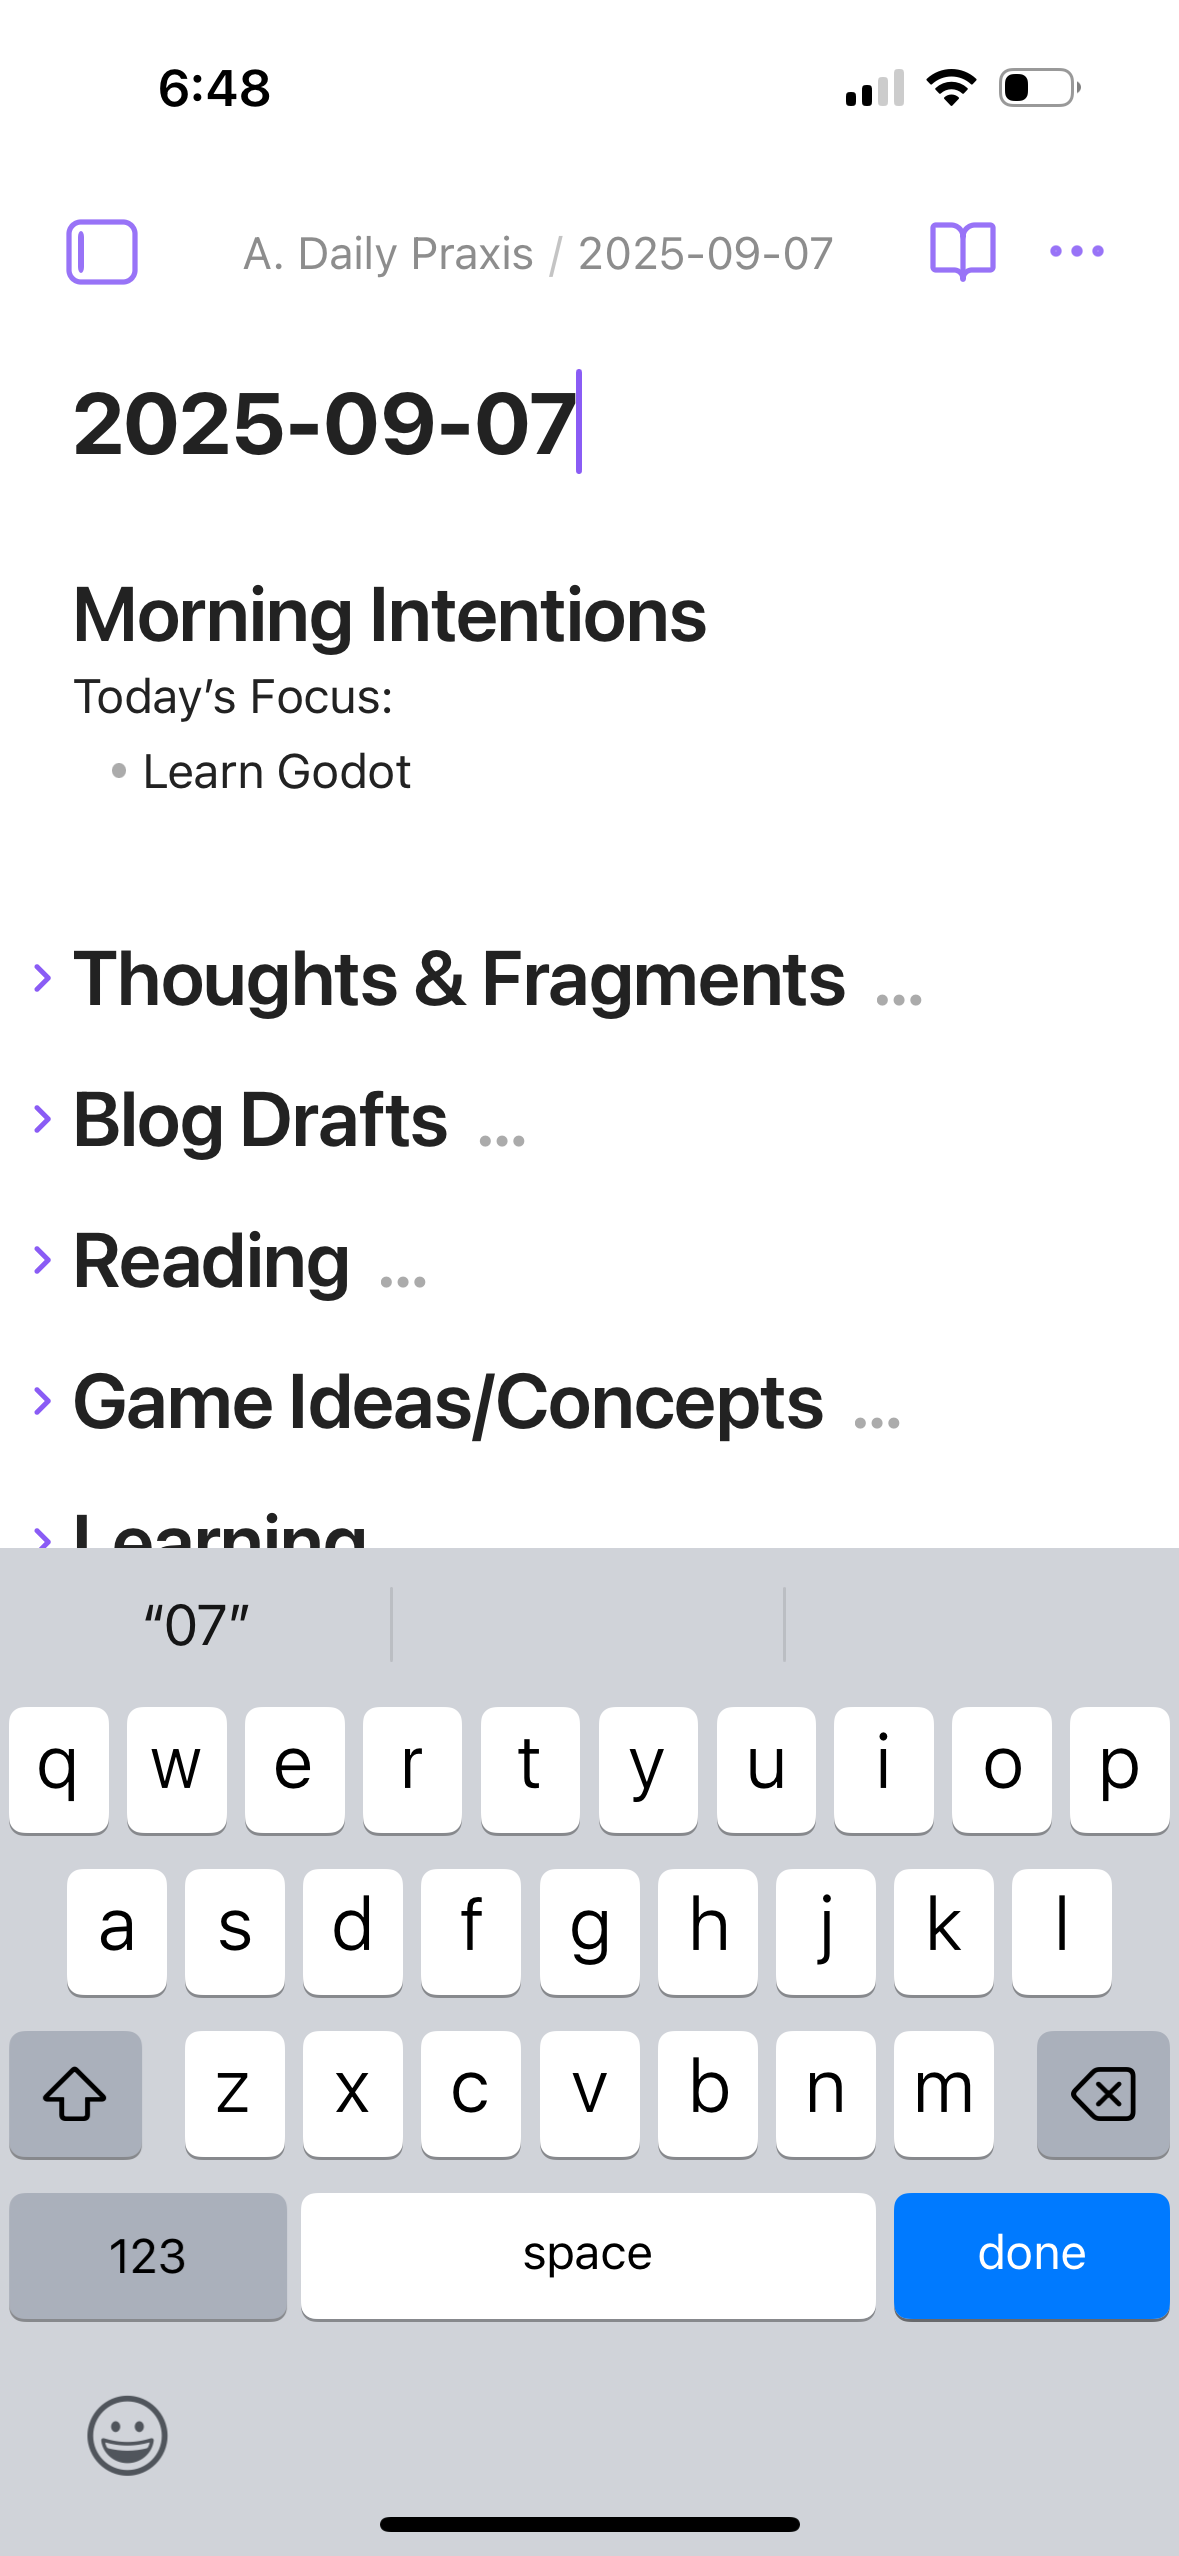 6:48
A. Daily Praxis / 2025-09-07
2025-09-07
Morning Intentions
Today’s Focus:
• Learn Godot
Thoughts & Fragments ...
Blog Drafts ...
Reading ...
Game Ideas/Concepts ...
Learning
“07”
q w e r t y u i o p
a s d f g h j k l
z x c v b n m
123 space done